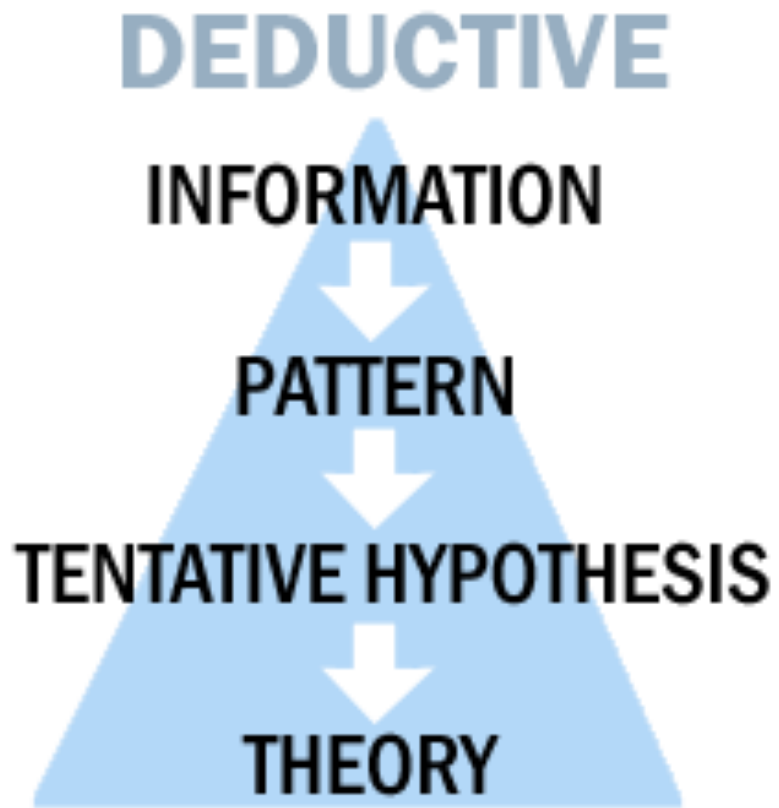 DEDUCTIVE
INFORMATION
PATTERN
TENTATIVE HYPOTHESIS
THEORY